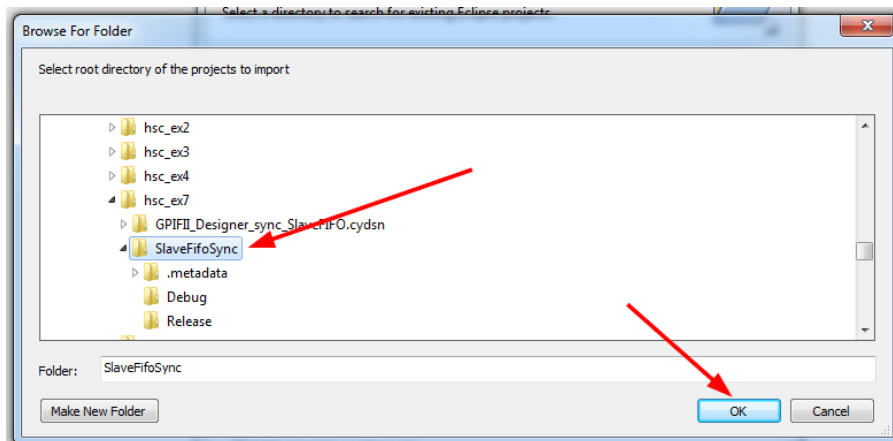 Select a directory to search for existing Eclipse projects.
Browse For Folder
Select root directory of the projects to import
hsc_ex2
hsc_ex3
hsc_ex4
hsc_ex7
GPIFII_Designer_sync_SlaveFIFO.cydsn
SlaveFifoSync
.metadata
Debug
Release
Folder: SlaveFifoSync
Make New Folder OK Cancel